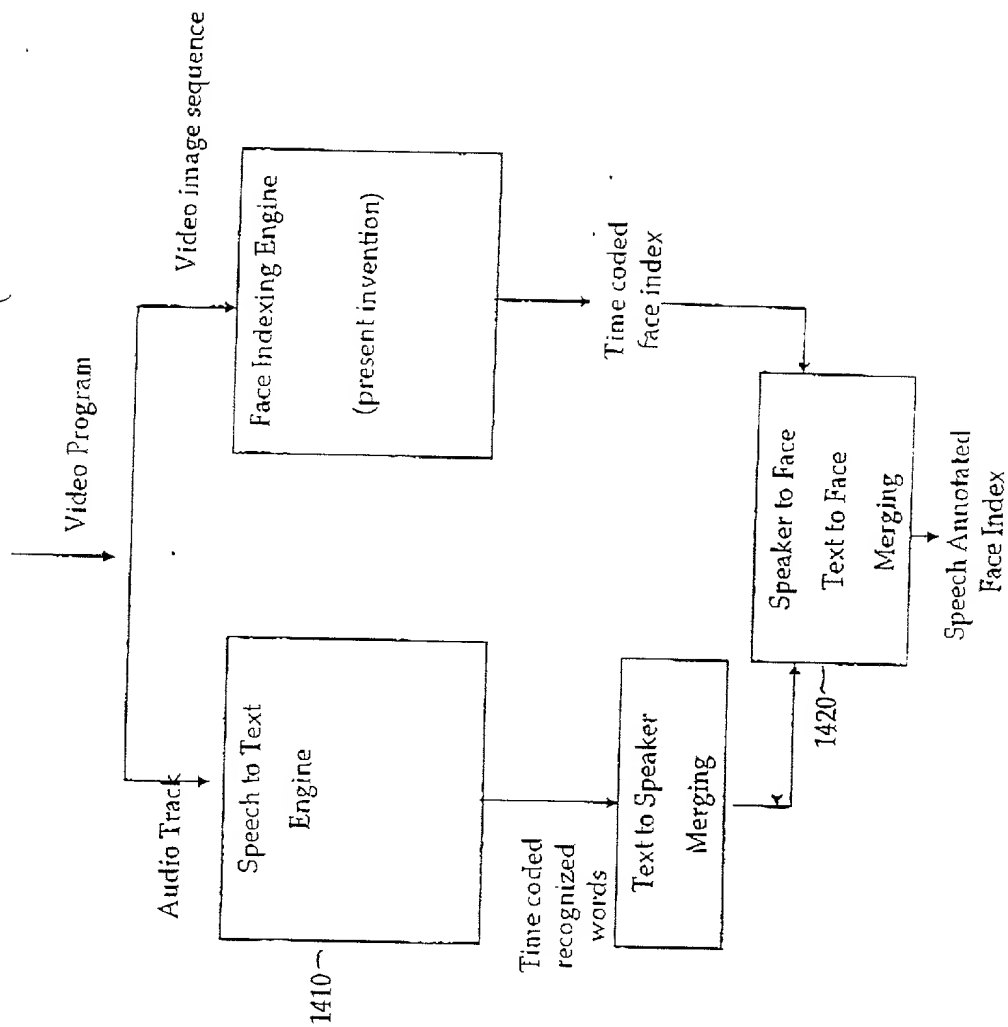 Video Program
Audio Track
Video image sequence
Speech to Text
Engine
Face Indexing Engine
(present invention)
1410
Time coded
recognized
words
Time coded
face index
Text to Speaker
Merging
Speaker to Face
Text to Face
Merging
1420
Speech Annotated
Face Index